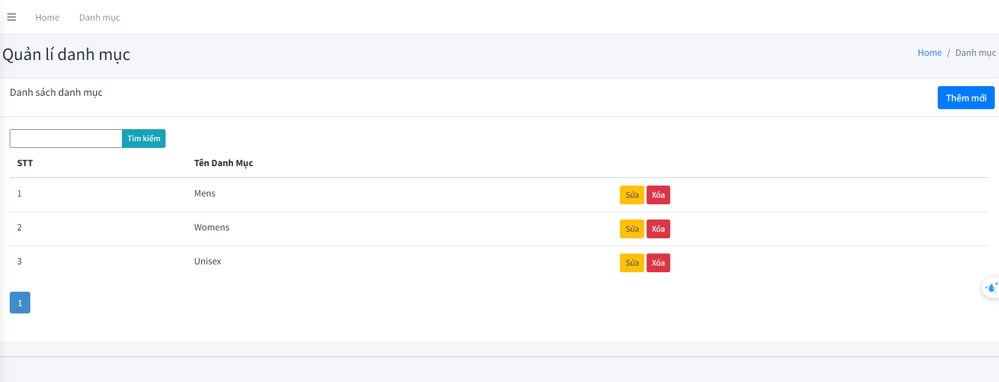 Home Danh mục
Quản lí danh mục
Home / Danh mục
Danh sách danh mục
Thêm mới
Tìm kiếm
STT Tên Danh Mục
1 Mens Sửa Xóa
2 Womens Sửa Xóa
3 Unisex Sửa Xóa
1